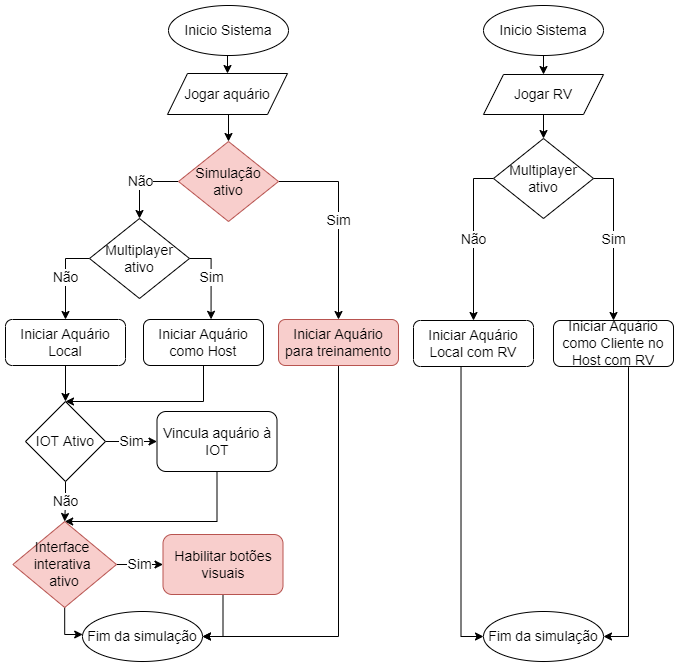 Inicio Sistema
Jogar aquário
Simulação
ativo
Não
Sim
Multiplayer
ativo
Não
Sim
Iniciar Aquário
Local
Iniciar Aquário
como Host
Iniciar Aquário
para treinamento
IOT Ativo
Sim
Vincula aquário à
IOT
Não
Interface
interativa
ativo
Sim
Habilitar botões
visuais
Fim da simulação
Inicio Sistema
Jogar RV
Multiplayer
ativo
Não
Sim
Iniciar Aquário
Local com RV
Iniciar Aquário
como Cliente no
Host com RV
Fim da simulação